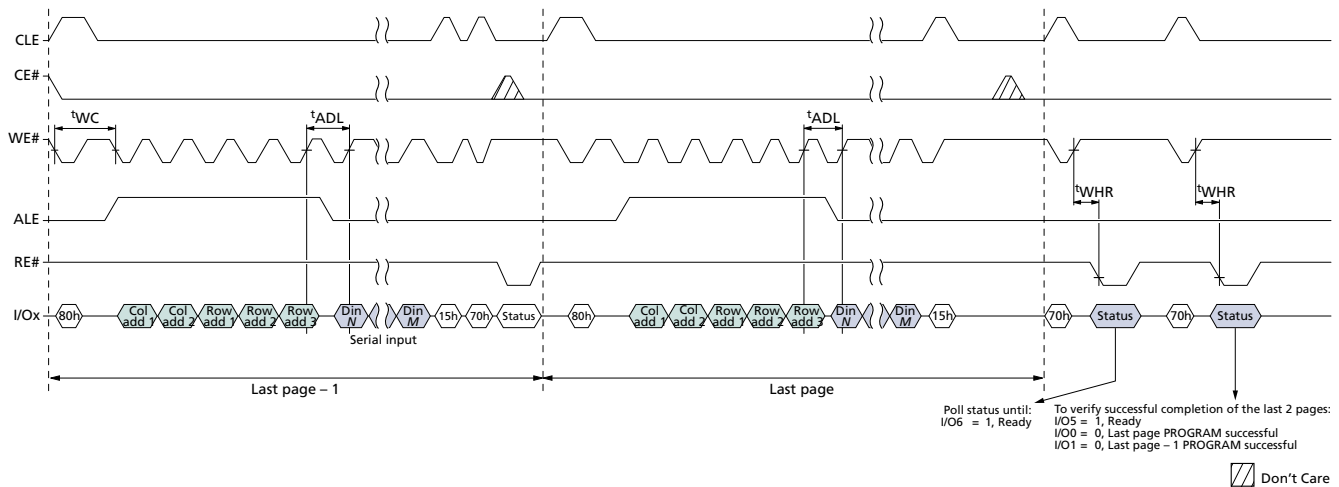 CLE
CE#
tWC
tADL
tADL
WE#
tWHR
tWHR
ALE
RE#
I/Ox
80h
Col add 1
Col add 2
Row add 1
Row add 2
Row add 3
Din N
Din M
15h
70h
Status
80h
Col add 1
Col add 2
Row add 1
Row add 2
Row add 3
Din N
Din M
15h
70h
Status
70h
Status
Serial input
Last page – 1
Last page
Poll status until:
I/O6 = 1, Ready
To verify successful completion of the last 2 pages:
I/O5 = 1, Ready
I/O0 = 0, Last page PROGRAM successful
I/O1 = 0, Last page – 1 PROGRAM successful
Don't Care